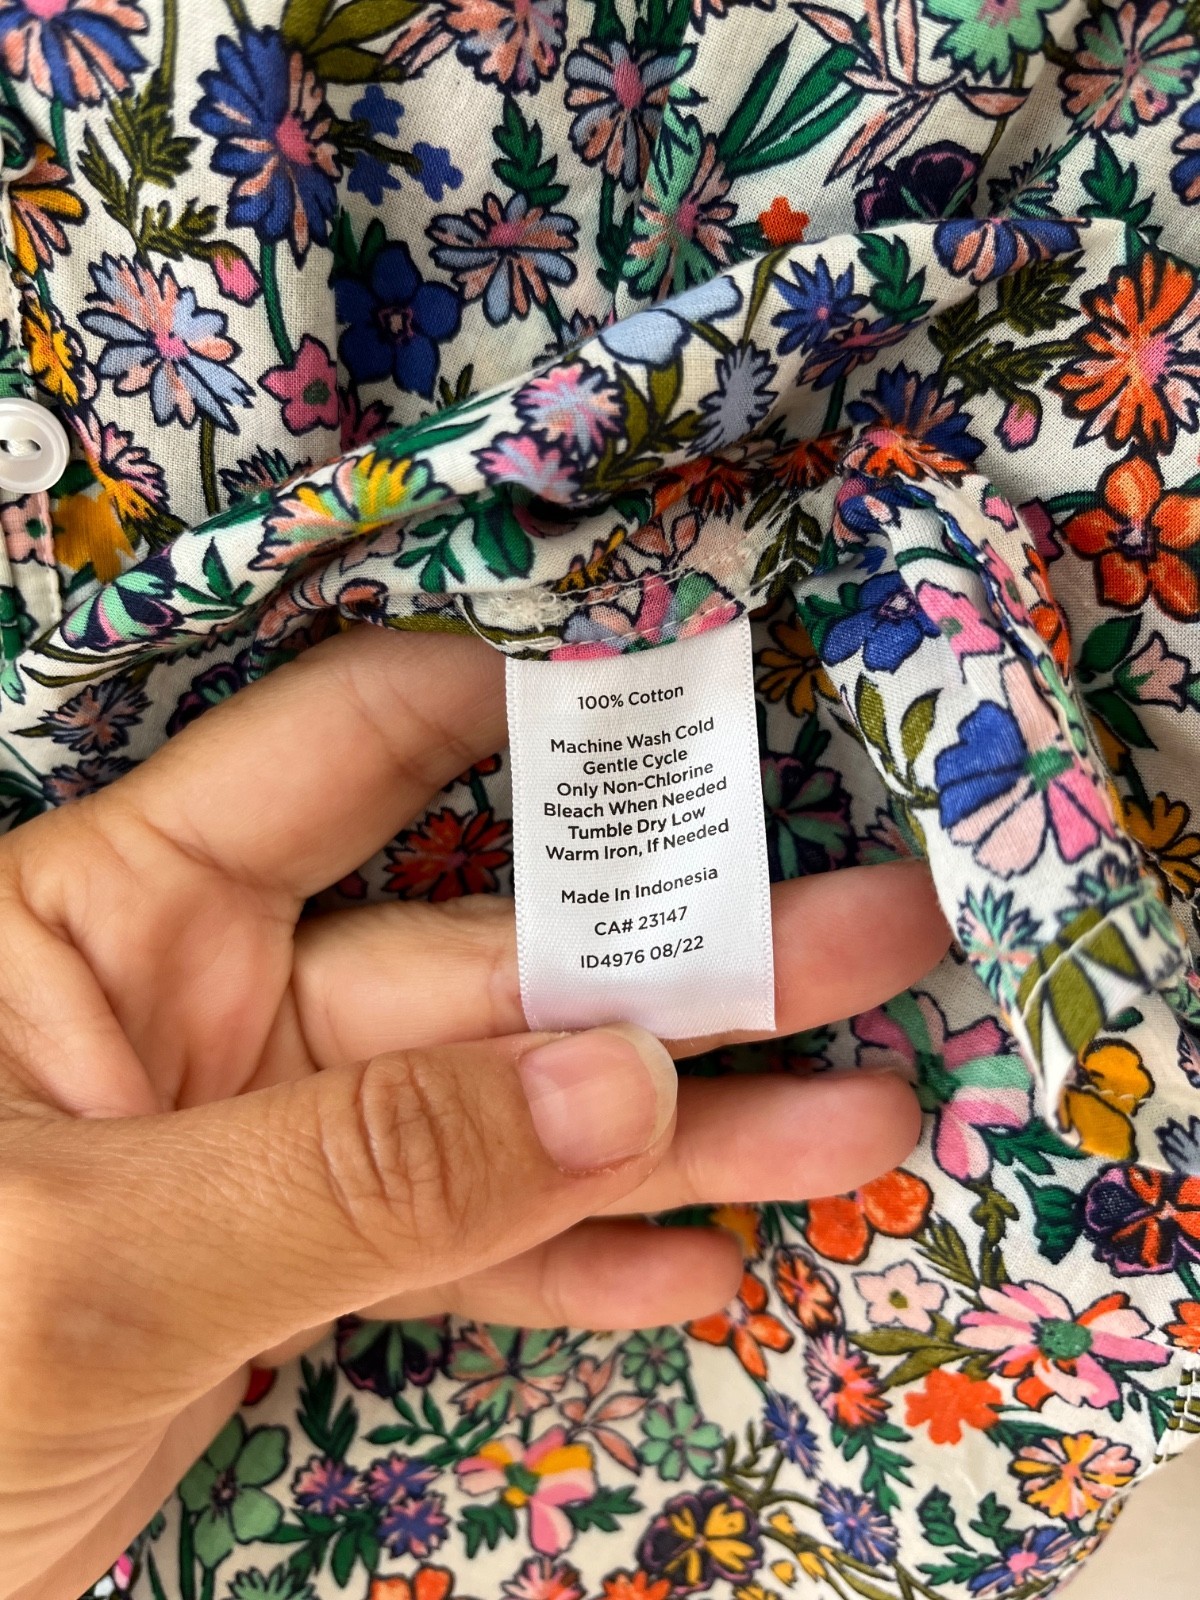 100% Cotton
Machine Wash Cold
Gentle Cycle
Only Non-Chlorine
Bleach When Needed
Tumble Dry Low
Warm Iron, If Needed
Made In Indonesia
CA# 23147
ID4976 08/22